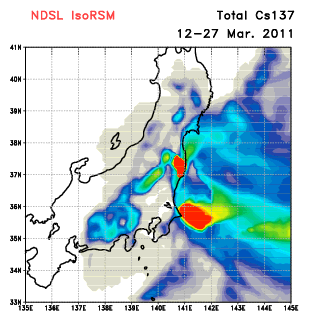 NDSL IsoRSM
Total Cs137
12-27 Mar. 2011
41N
40N
39N
38N
37N
36N
35N
34N
33N
135E 136E 137E 138E 139E 140E 141E 142E 143E 144E 145E